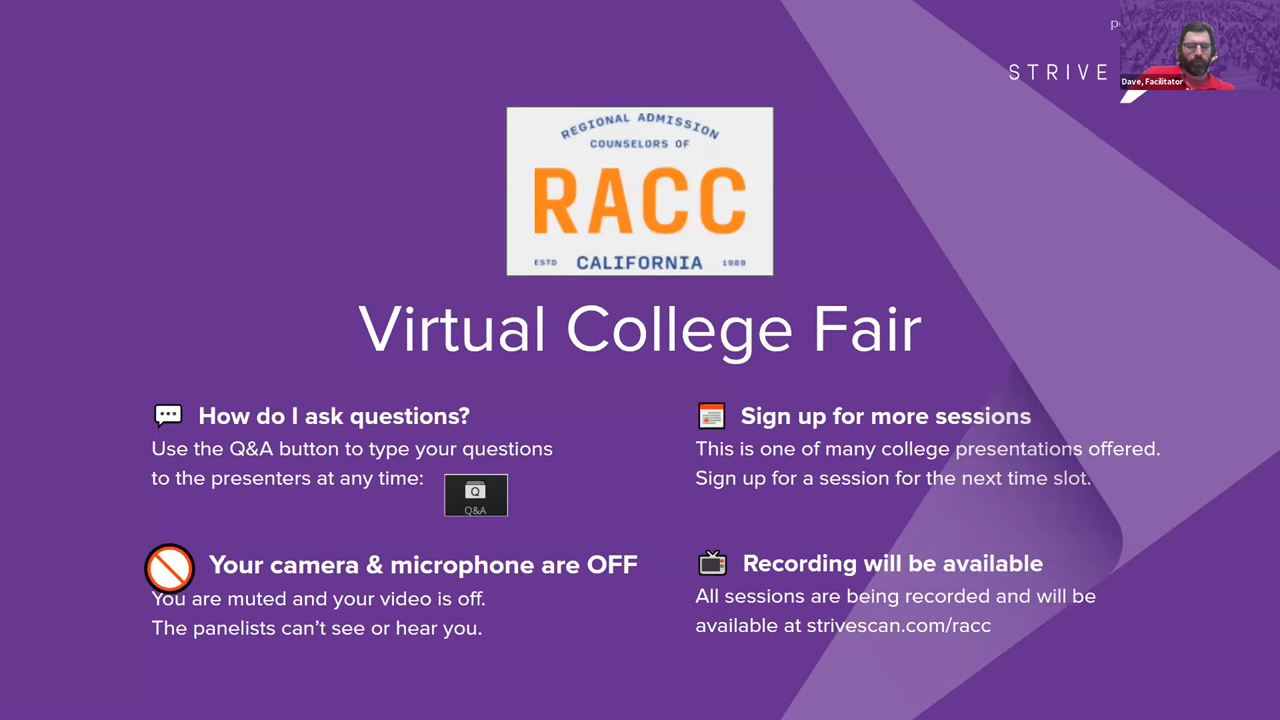 STRIVE
Dave, Facilitator
REGIONAL ADMISSION
COUNSELORS OF
RACC
ESTD CALIFORNIA 1989
Virtual College Fair
How do I ask questions?
Use the Q&A button to type your questions
to the presenters at any time:
Q
Q&A
Sign up for more sessions
This is one of many college presentations offered.
Sign up for a session for the next time slot.
Your camera & microphone are OFF
You are muted and your video is off.
The panelists can’t see or hear you.
Recording will be available
All sessions are being recorded and will be
available at strivescan.com/racc